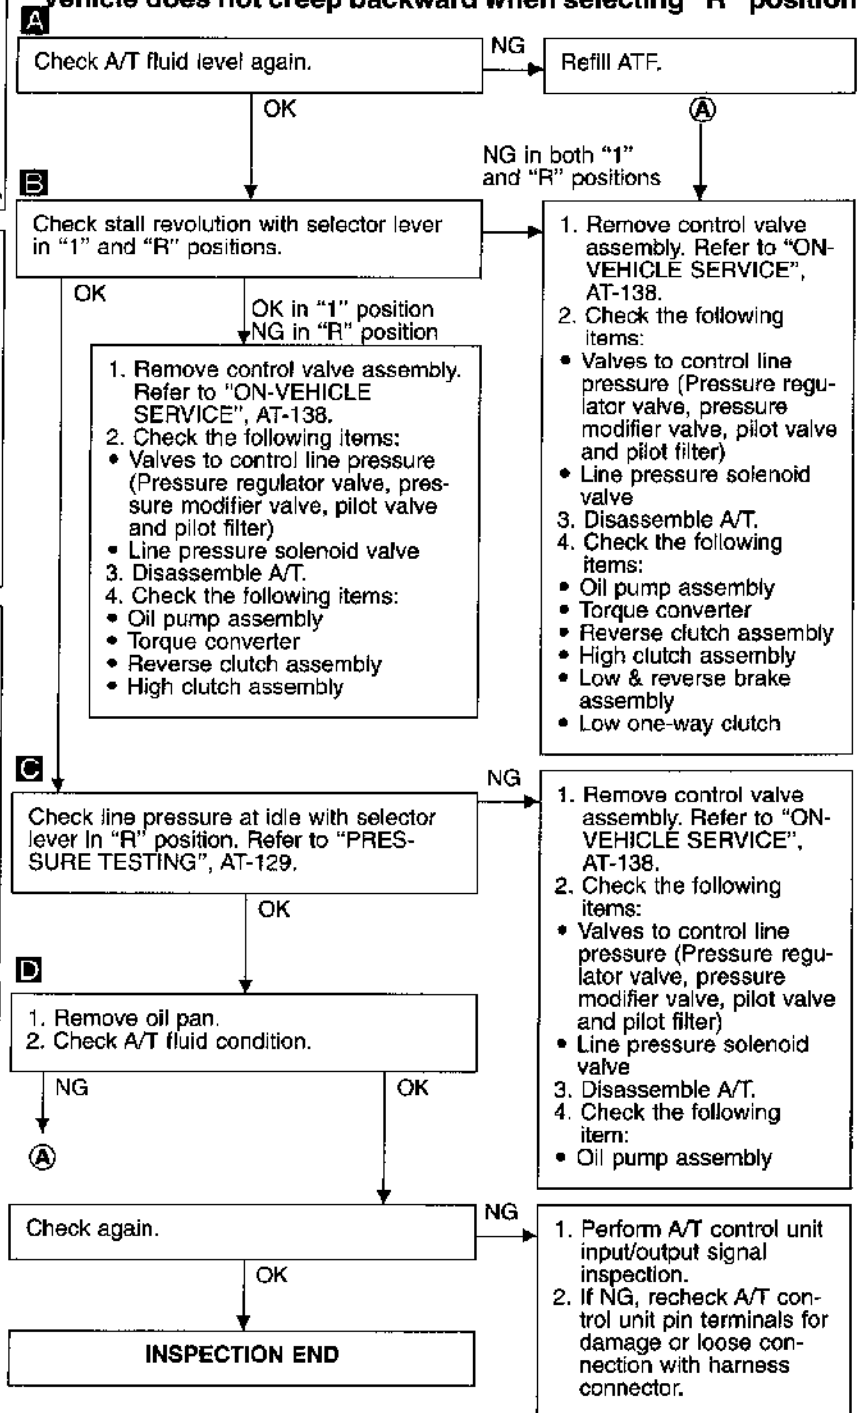 Vehicle does not creep backward when selecting "R" position
A
Check A/T fluid level again.
NG
Refill ATF.
OK
A
NG in both "1"
and "R" positions
B
Check stall revolution with selector lever
in "1" and "R" positions.
OK
OK in "1" position
NG in "R" position
1. Remove control valve assembly.
Refer to "ON-VEHICLE
SERVICE", AT-138.
2. Check the following items:
• Valves to control line pressure
(Pressure regulator valve, pres-
sure modifier valve, pilot valve
and pilot filter)
• Line pressure solenoid valve
3. Disassemble A/T.
4. Check the following items:
• Oil pump assembly
• Torque converter
• Reverse clutch assembly
• High clutch assembly
1. Remove control valve
assembly. Refer to "ON-
VEHICLE SERVICE",
AT-138.
2. Check the following
items:
• Valves to control line
pressure (Pressure regu-
lator valve, pressure
modifier valve, pilot valve
and pilot filter)
• Line pressure solenoid
valve
3. Disassemble A/T.
4. Check the following
items:
• Oil pump assembly
• Torque converter
• Reverse clutch assembly
• High clutch assembly
• Low & reverse brake
assembly
• Low one-way clutch
C
Check line pressure at idle with selector
lever in "R" position. Refer to "PRES-
SURE TESTING", AT-129.
NG
OK
1. Remove control valve
assembly. Refer to "ON-
VEHICLE SERVICE",
AT-138.
2. Check the following
items:
• Valves to control line
pressure (Pressure regu-
lator valve, pressure
modifier valve, pilot valve
and pilot filter)
• Line pressure solenoid
valve
3. Disassemble A/T.
4. Check the following
item:
• Oil pump assembly
D
1. Remove oil pan.
2. Check A/T fluid condition.
NG
OK
A
Check again.
NG
OK
1. Perform A/T control unit
input/output signal
inspection.
2. If NG, recheck A/T con-
trol unit pin terminals for
damage or loose con-
nection with harness
connector.
INSPECTION END